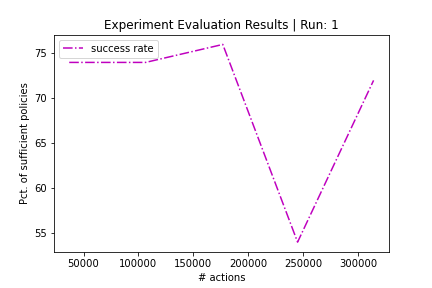 Experiment Evaluation Results | Run: 1
success rate
Pct. of sufficient policies
75
70
65
60
55
50000 100000 150000 200000 250000 300000
# actions